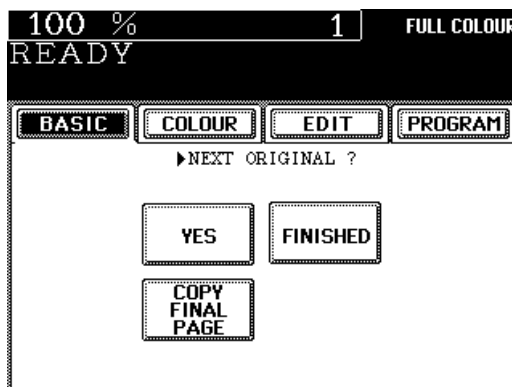 100 % 1 FULL COLOUR
READY
BASIC COLOUR EDIT PROGRAM
▶NEXT ORIGINAL ?
YES FINISHED
COPY
FINAL
PAGE